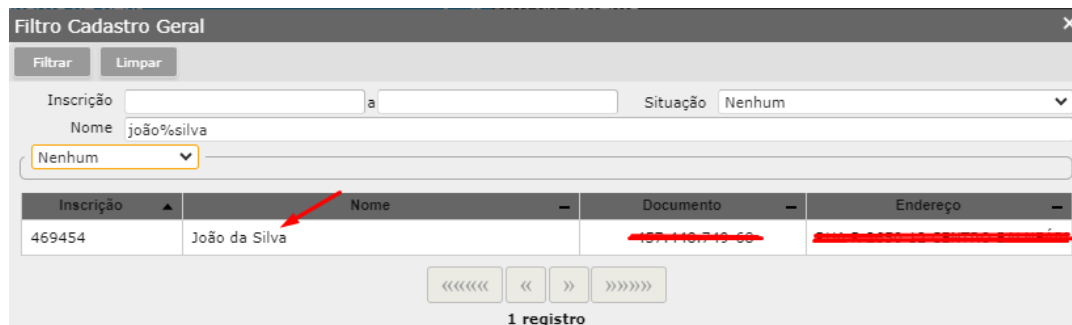 Filtro Cadastro Geral
Filtrar Limpar
Inscrição a Situação Nenhum
Nome joão%silva
Nenhum
Inscrição Nome Documento Endereço
469454 João da Silva
«««« « » »»»»
1 registro